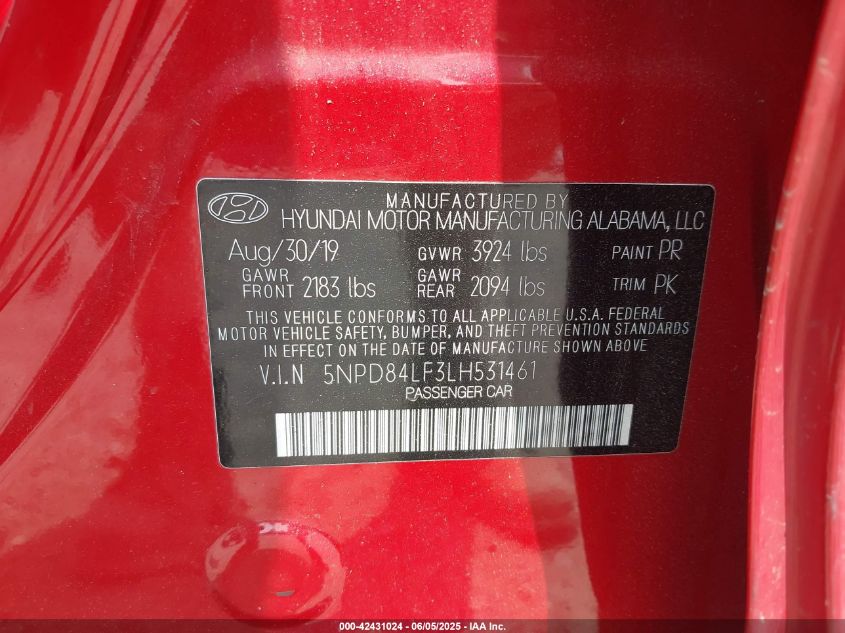 MANUFACTURED BY
HYUNDAI MOTOR MANUFACTURING ALABAMA, LLC
Aug/30/19 GVWR 3924 lbs PAINT PR
GAWR FRONT 2183 lbs GAWR REAR 2094 lbs TRIM PK
THIS VEHICLE CONFORMS TO ALL APPLICABLE U.S.A. FEDERAL
MOTOR VEHICLE SAFETY, BUMPER, AND THEFT PREVENTION STANDARDS
IN EFFECT ON THE DATE OF MANUFACTURE SHOWN ABOVE
V.I.N 5NPD84LF3LH531461
PASSENGER CAR
000-42431024 | 06/05/2025 - IAA Inc.